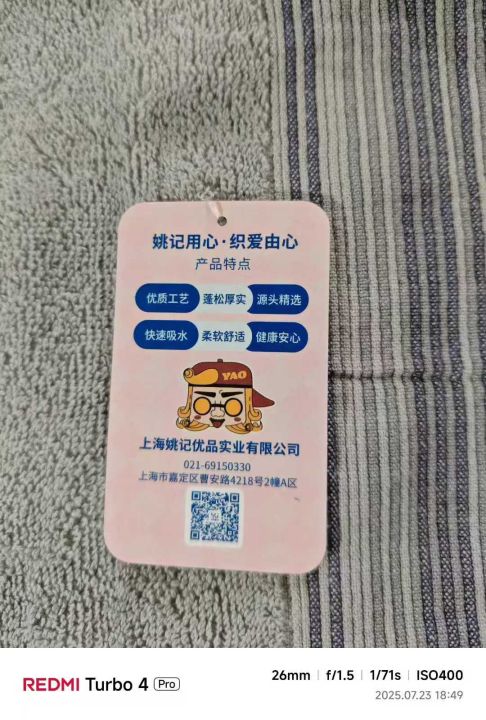 姚记用心·织爱由心
产品特点
优质工艺 蓬松厚实 源头精选
快速吸水 柔软舒适 健康安心
YAO
上海姚记优品实业有限公司
021-69150330
上海市嘉定区曹安路4218号2幢A区
REDMI Turbo 4 Pro
26mm | f/1.5 | 1/71s | ISO400
2025.07.23 18:49